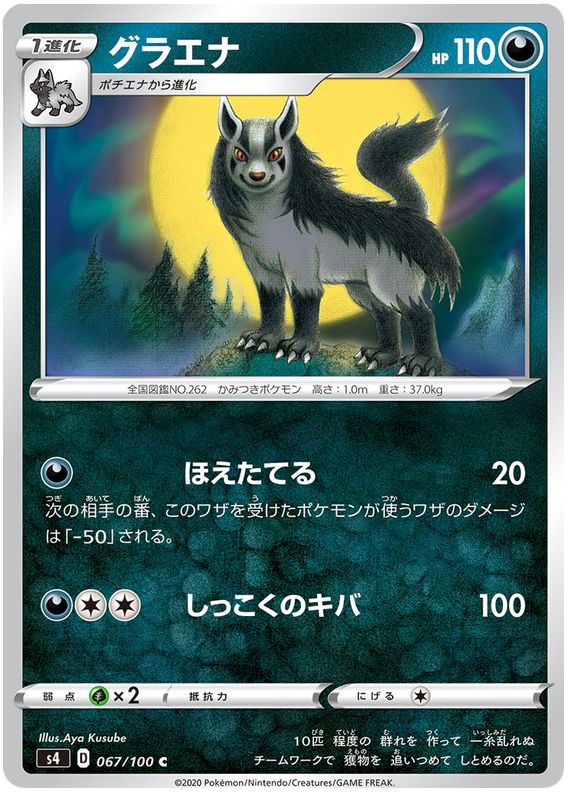 1進化
グラエナ
HP 110
ポチエナから進化
全国図鑑NO.262 かみつきポケモン 高さ：1.0m 重さ：37.0kg
ほえたてる 20
次の相手の番、このワザを受けたポケモンが使うワザのダメージ
は「-50」される。
しっこくのキバ 100
弱点 ×2 抵抗力 にげる
Illus.Aya Kusube
s4 D 067/100 C
10匹 程度の 群れを 作って 一糸乱れぬ
チームワークで 獲物を 追いつめて しとめるのだ。
©2020 Pokémon/Nintendo/Creatures/GAME FREAK.